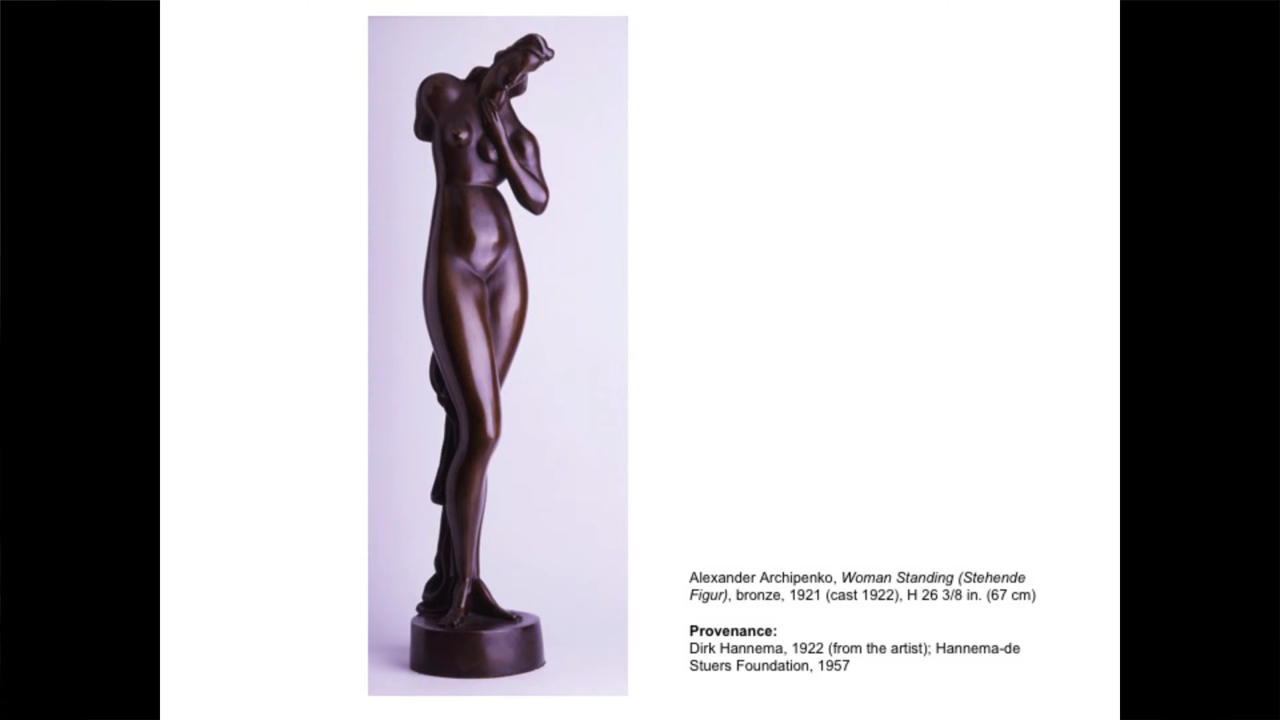 Alexander Archipenko, Woman Standing (Stehende
Figur), bronze, 1921 (cast 1922), H 26 3/8 in. (67 cm)
Provenance:
Dirk Hannema, 1922 (from the artist); Hannema-de
Stuers Foundation, 1957